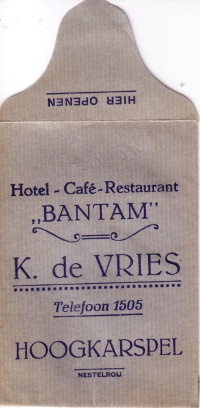 HIER OPENEN
Hotel - Café - Restaurant
„BANTAM”
K. de VRIES
Telefoon 1505
HOOGKARSPEL
NESTELROIJ